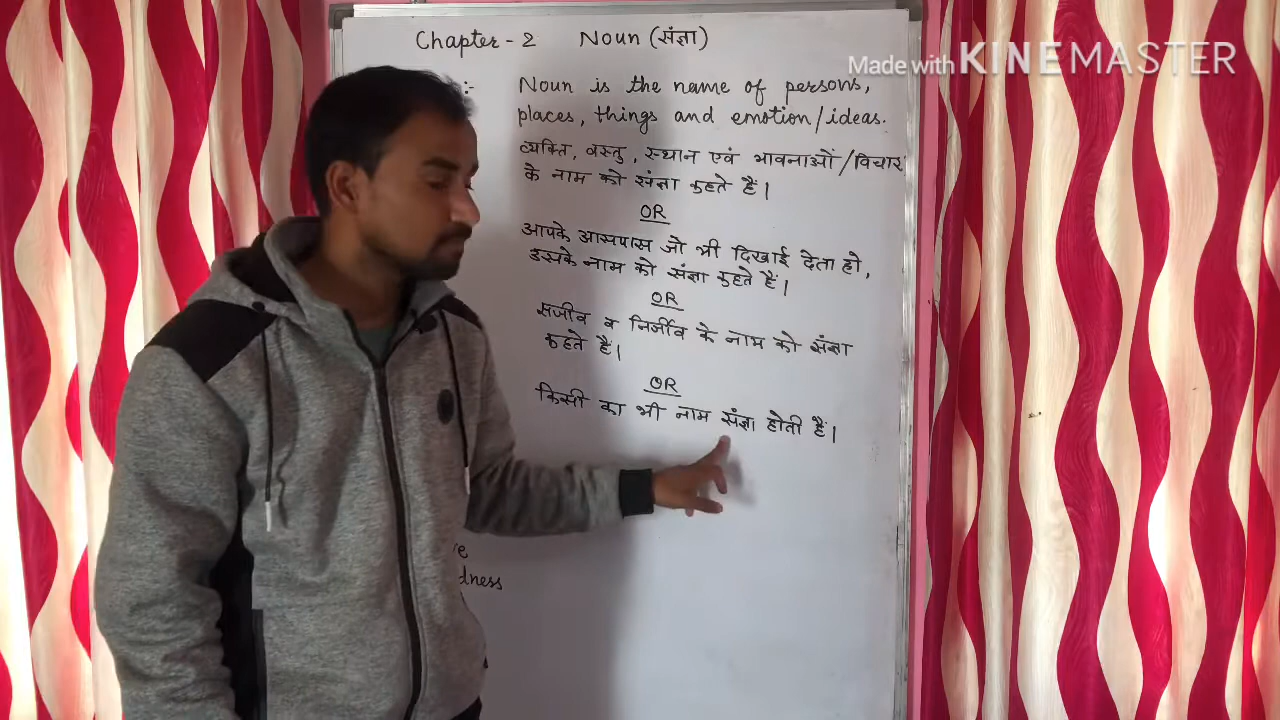 Chapter - 2 Noun (संज्ञा)
Made with KINEMASTER
:- Noun is the name of persons,
places, things and emotion/ideas.
व्यक्ति, वस्तु, स्थान एवं भावनाओं/विचार
के नाम को संज्ञा कहते हैं।
OR
आपके आसपास जो भी दिखाई देता हो,
उसके नाम को संज्ञा कहते हैं।
OR
सजीव व निर्जीव के नाम को संज्ञा
कहते हैं।
OR
किसी का भी नाम संज्ञा होती है।